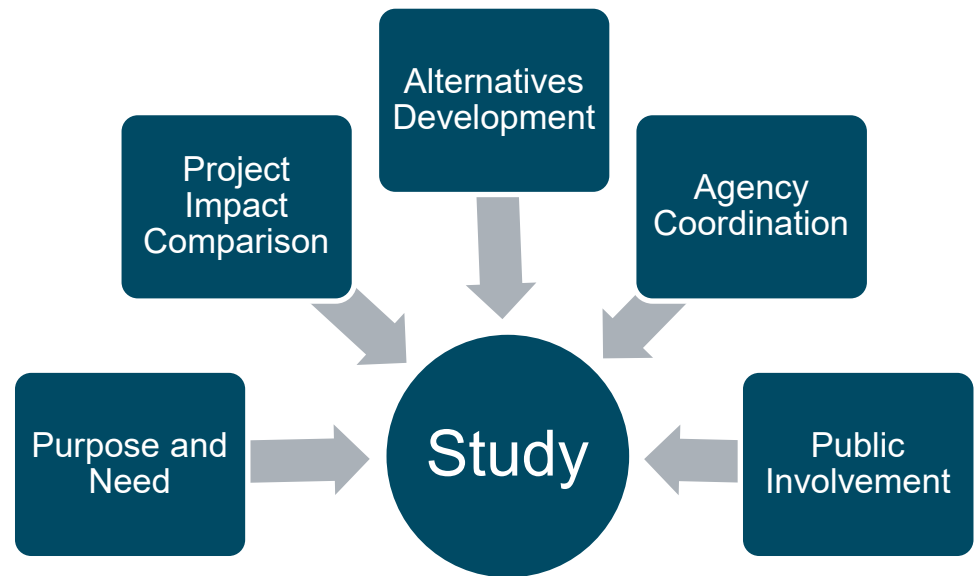 Alternatives
Development
Project
Impact
Comparison
Agency
Coordination
Purpose and
Need
Study
Public
Involvement